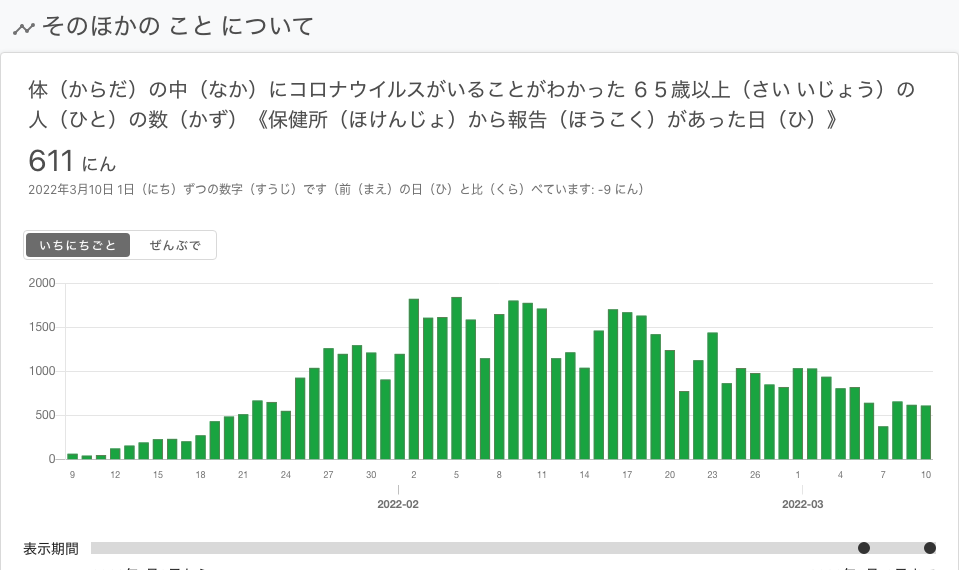 そのほかの こと について
体（からだ）の中（なか）にコロナウイルスがいることがわかった ６５歳以上（さい いじょう）の
人（ひと）の数（かず）《保健所（ほけんじょ）から報告（ほうこく）があった日（ひ）》
611 にん
2022年3月10日 1日（にち）ずつの数字（すうじ）です（前（まえ）の日（ひ）と比（くら）べています: -9 にん）
いちにちごと ぜんぶで
2000
1500
1000
500
0
9 12 15 18 21 24 27 30 2 5 8 11 14 17 20 23 26 1 4 7 10
2022-02 2022-03
表示期間